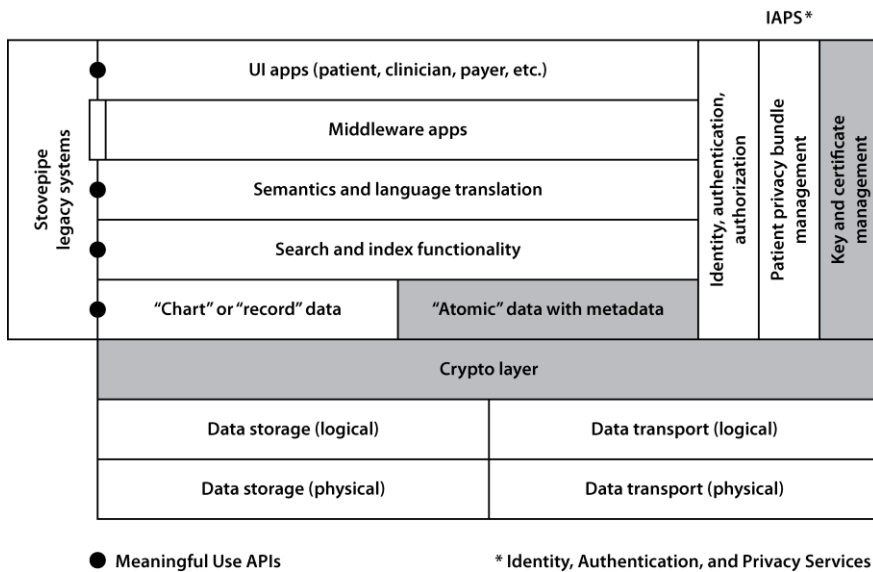 IAPS*
UI apps (patient, clinician, payer, etc.)
Middleware apps
Semantics and language translation
Search and index functionality
“Chart” or “record” data
“Atomic” data with metadata
Stovepipe
legacy systems
Identity, authentication,
authorization
Patient privacy bundle
management
Key and certificate
management
Crypto layer
Data storage (logical)
Data transport (logical)
Data storage (physical)
Data transport (physical)
Meaningful Use APIs
* Identity, Authentication, and Privacy Services